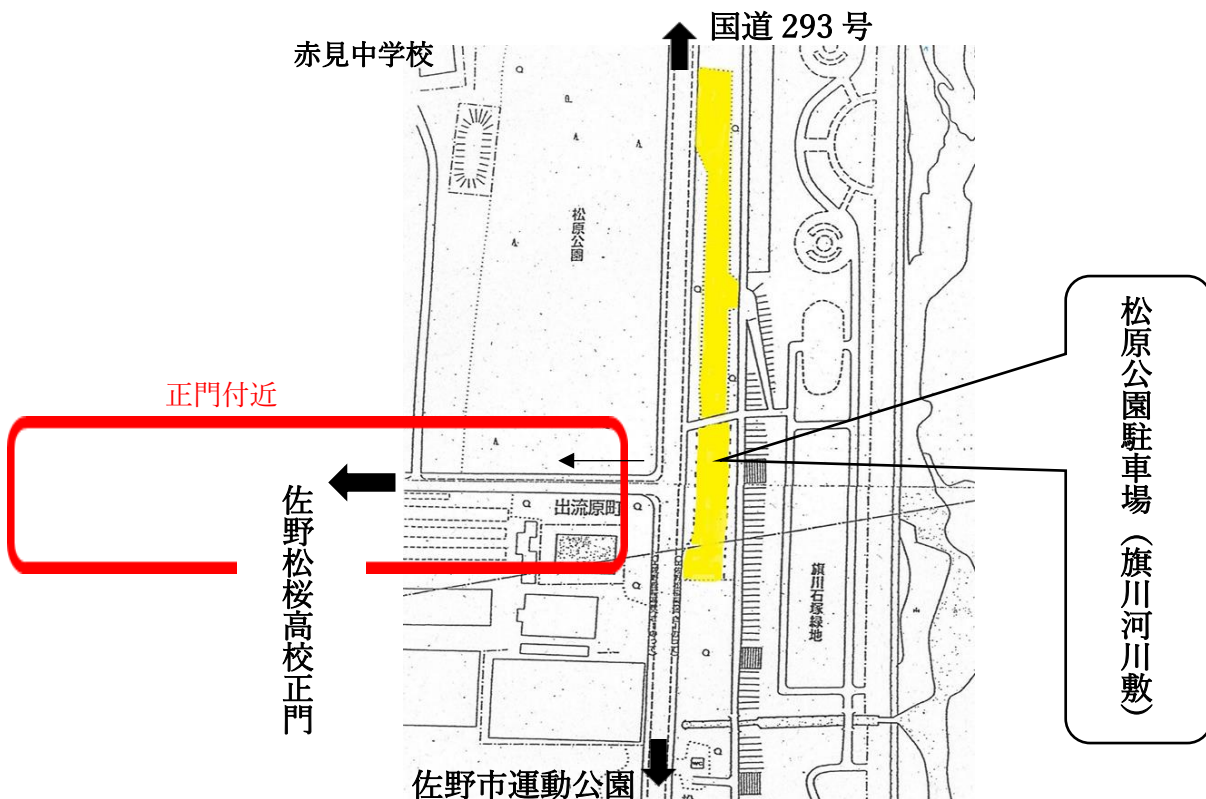 国道 293 号
赤見中学校
松原公園
正門付近
松原公園駐車場（旗川河川敷）
佐野松桜高校正門
出流原町
旗川石塚緑地
佐野市運動公園